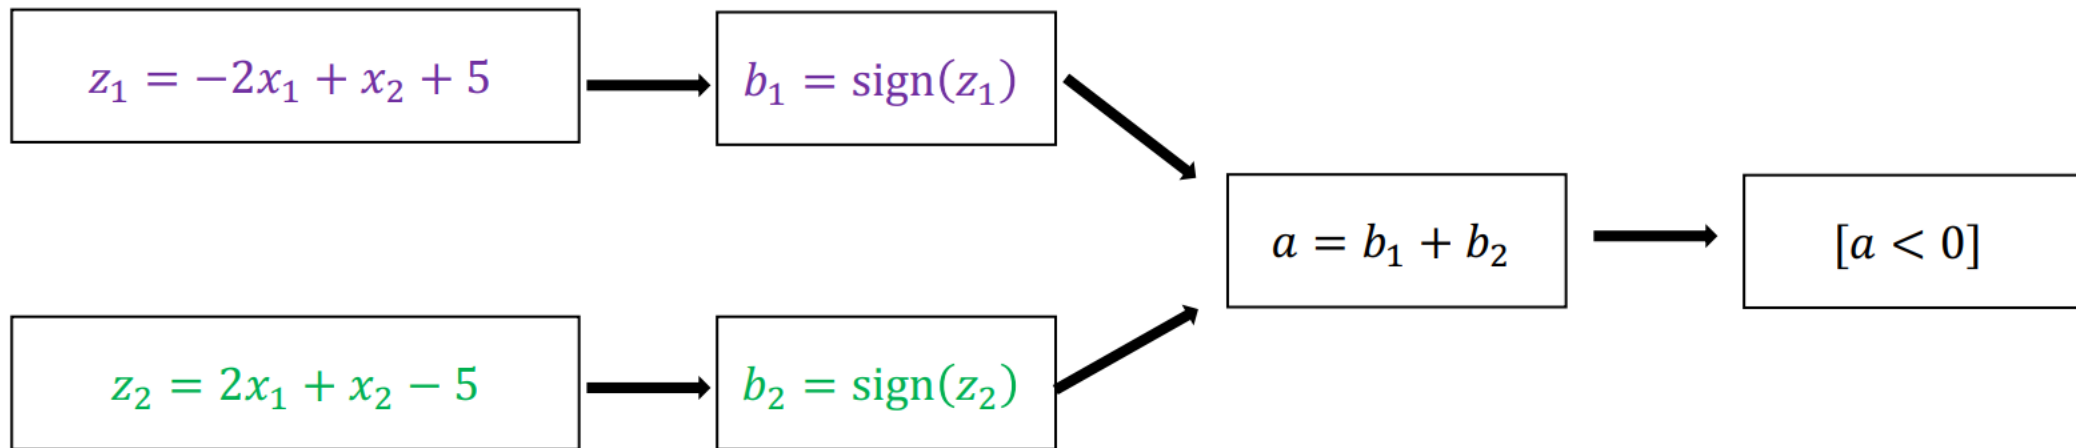 z₁ = −2x₁ + x₂ + 5
b₁ = sign(z₁)
z₂ = 2x₁ + x₂ − 5
b₂ = sign(z₂)
a = b₁ + b₂
[a < 0]